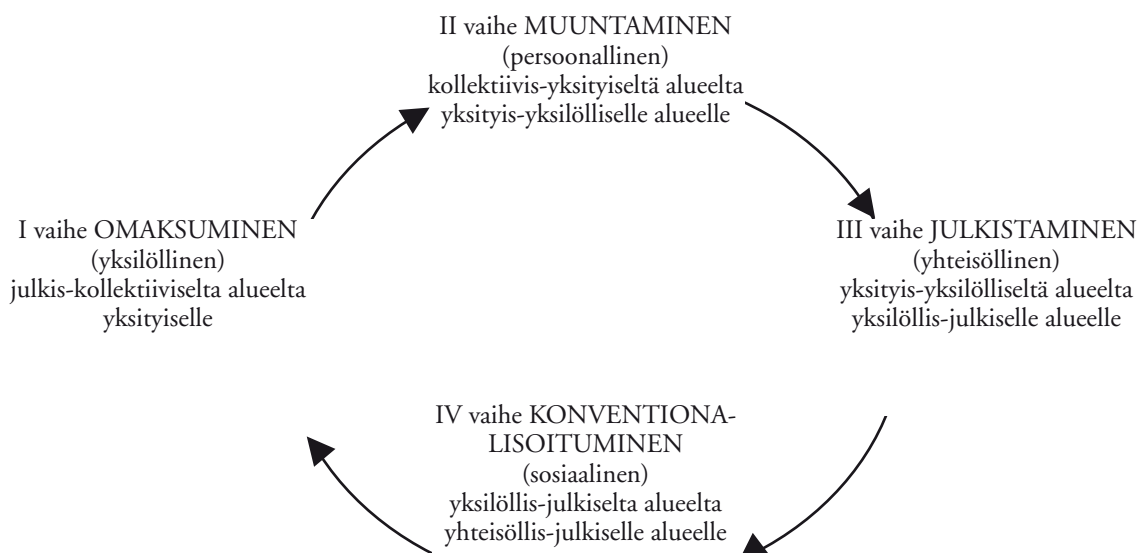 II vaihe MUUNTAMINEN
(persoonallinen)
kollektiivis-yksityiseltä alueelta
yksityis-yksilölliselle alueelle
I vaihe OMAKSUMINEN
(yksilöllinen)
julkis-kollektiiviselta alueelta
yksityiselle
III vaihe JULKISTAMINEN
(yhteisöllinen)
yksityis-yksilölliseltä alueelta
yksilöllis-julkiselle alueelle
IV vaihe KONVENTIONA-
LISOITUMINEN
(sosiaalinen)
yksilöllis-julkiselta alueelta
yhteisöllis-julkiselle alueelle